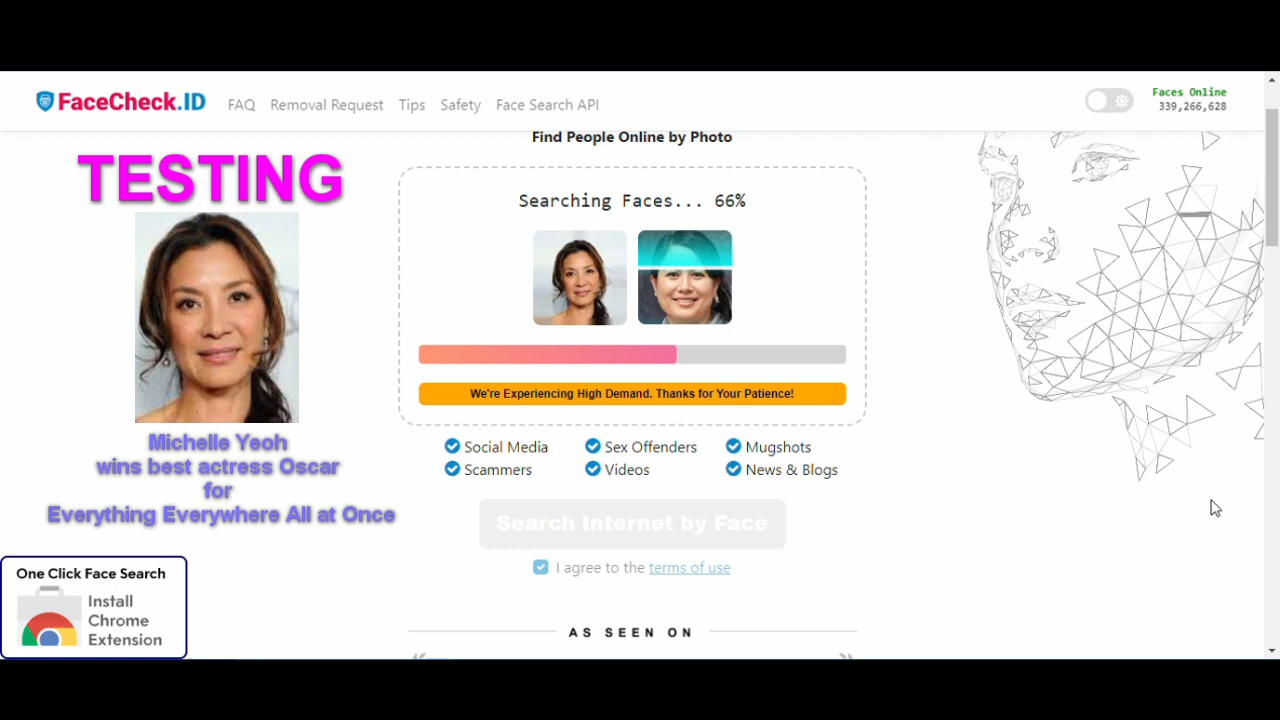 FaceCheck.ID
FAQ
Removal Request
Tips
Safety
Face Search API
Faces Online
339,266,628
Find People Online by Photo
TESTING
Searching Faces... 66%
We're Experiencing High Demand. Thanks for Your Patience!
Michelle Yeoh
wins best actress Oscar
for
Everything Everywhere All at Once
Social Media
Sex Offenders
Mugshots
Scammers
Videos
News & Blogs
Search Internet by Face
I agree to the terms of use
One Click Face Search
Install
Chrome
Extension
AS SEEN ON